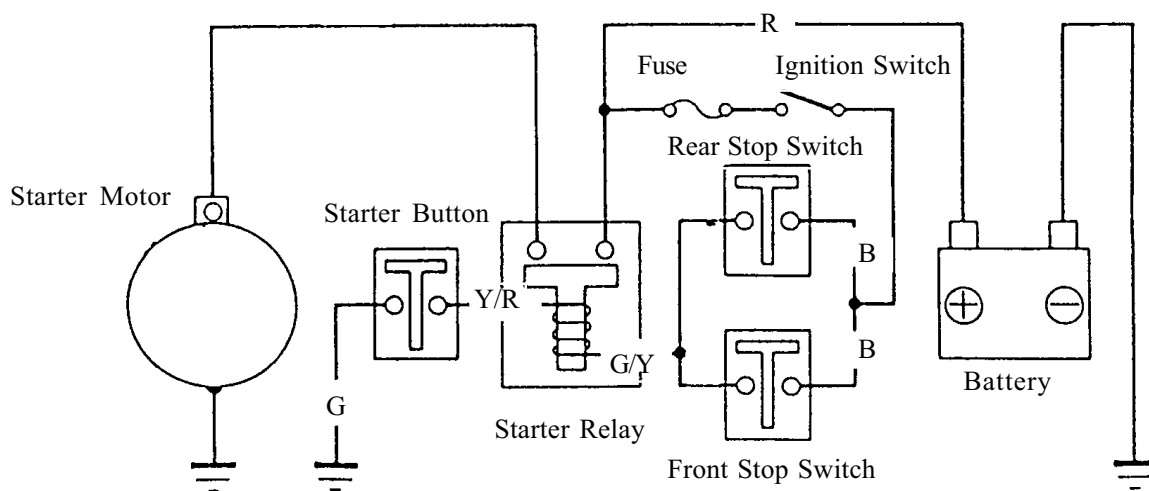 R
Fuse
Ignition Switch
Rear Stop Switch
Starter Motor
Starter Button
B
Y/R
G/Y
B
Battery
G
Starter Relay
Front Stop Switch